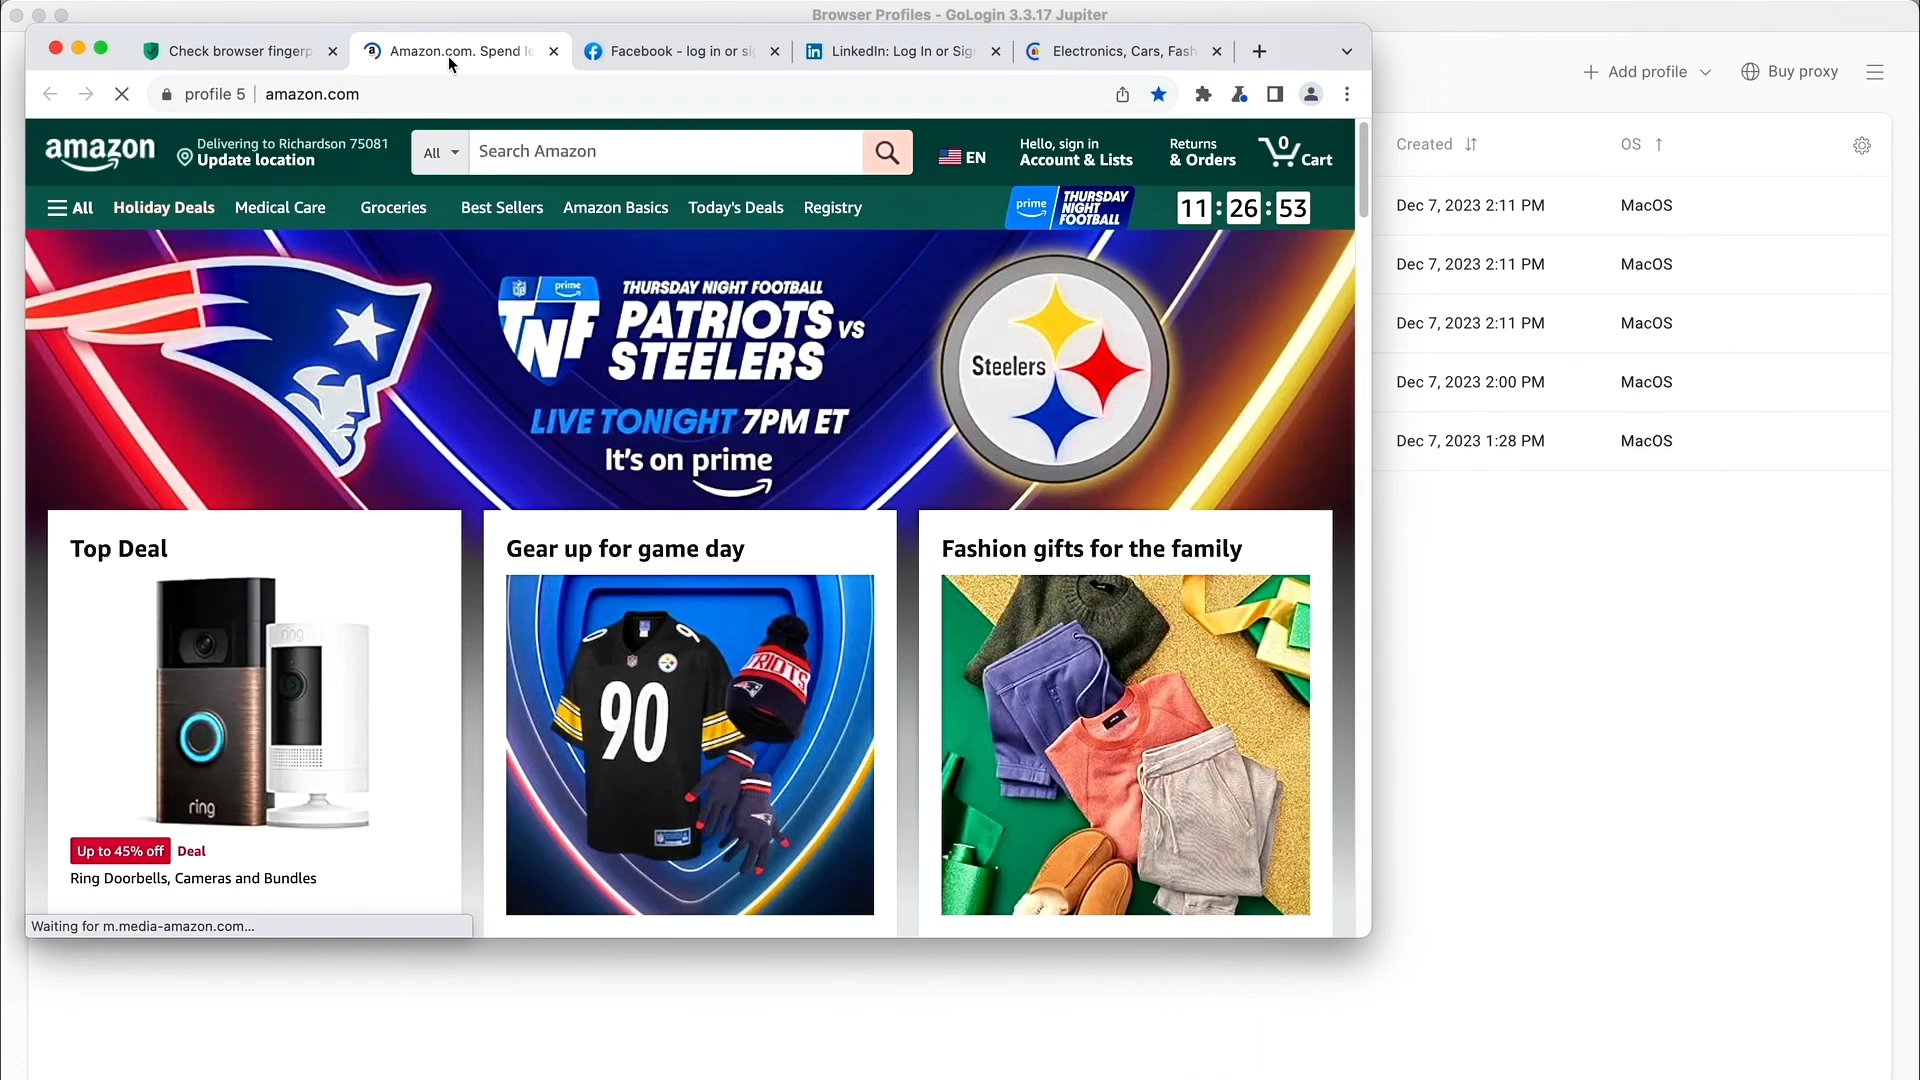 Browser Profiles - GoLogin 3.3.17 Jupiter
Check browser fingerp
Amazon.com. Spend le
Facebook - log in or si
LinkedIn: Log In or Sig
Electronics, Cars, Fash
profile 5
amazon.com
Add profile
Buy proxy
amazon
Delivering to Richardson 75081
Update location
All
Search Amazon
EN
Hello, sign in
Account & Lists
Returns
& Orders
0
Cart
All
Holiday Deals
Medical Care
Groceries
Best Sellers
Amazon Basics
Today's Deals
Registry
prime
THURSDAY
NIGHT
FOOTBALL
11:26:53
prime
TNF
THURSDAY NIGHT FOOTBALL
PATRIOTS VS
STEELERS
LIVE TONIGHT 7PM ET
It's on prime
Steelers
Top Deal
ring
ring
Up to 45% off
Deal
Ring Doorbells, Cameras and Bundles
Gear up for game day
90
TRIOTS
Fashion gifts for the family
Waiting for m.media-amazon.com...
Created
OS
Dec 7, 2023 2:11 PM
MacOS
Dec 7, 2023 2:11 PM
MacOS
Dec 7, 2023 2:11 PM
MacOS
Dec 7, 2023 2:00 PM
MacOS
Dec 7, 2023 1:28 PM
MacOS